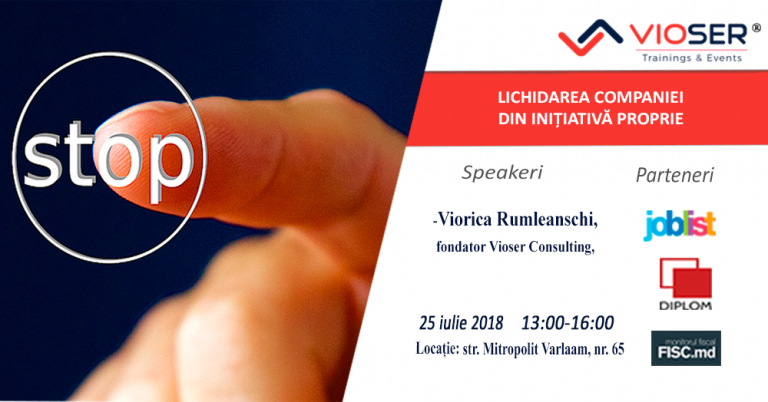 stop
VIOSER®
Trainings & Events
LICHIDAREA COMPANIEI
DIN INIȚIATIVĂ PROPRIE
Speakeri
-Viorica Rumleanschi,
fondator Vioser Consulting,
25 iulie 2018 13:00-16:00
Locație: str. Mitropolit Varlaam, nr. 65
Parteneri
joblist
DIPLOM
monitorul fiscal
FISC.md